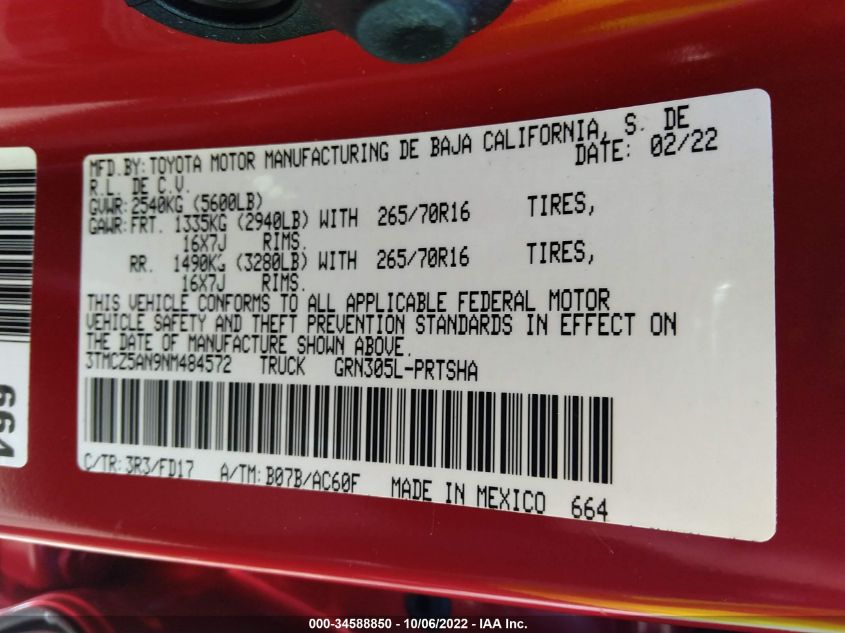 MFD.BY:TOYOTA MOTOR MANUFACTURING DE BAJA CALIFORNIA, S. DE
R.L. DE C.V. DATE: 02/22
GVWR:2540KG (5600LB)
GAWR:FRT. 1335KG (2940LB) WITH 265/70R16 TIRES,
16X7J RIMS.
RR. 1490KG (3280LB) WITH 265/70R16 TIRES,
16X7J RIMS.
THIS VEHICLE CONFORMS TO ALL APPLICABLE FEDERAL MOTOR
VEHICLE SAFETY AND THEFT PREVENTION STANDARDS IN EFFECT ON
THE DATE OF MANUFACTURE SHOWN ABOVE.
3TMCZ5AN9NM484572 TRUCK GRN305L-PRTSHA
C/TR:3R3/FD17 A/TM:B07B/AC60F MADE IN MEXICO 664
664
000-34588850 - 10/06/2022 - IAA Inc.